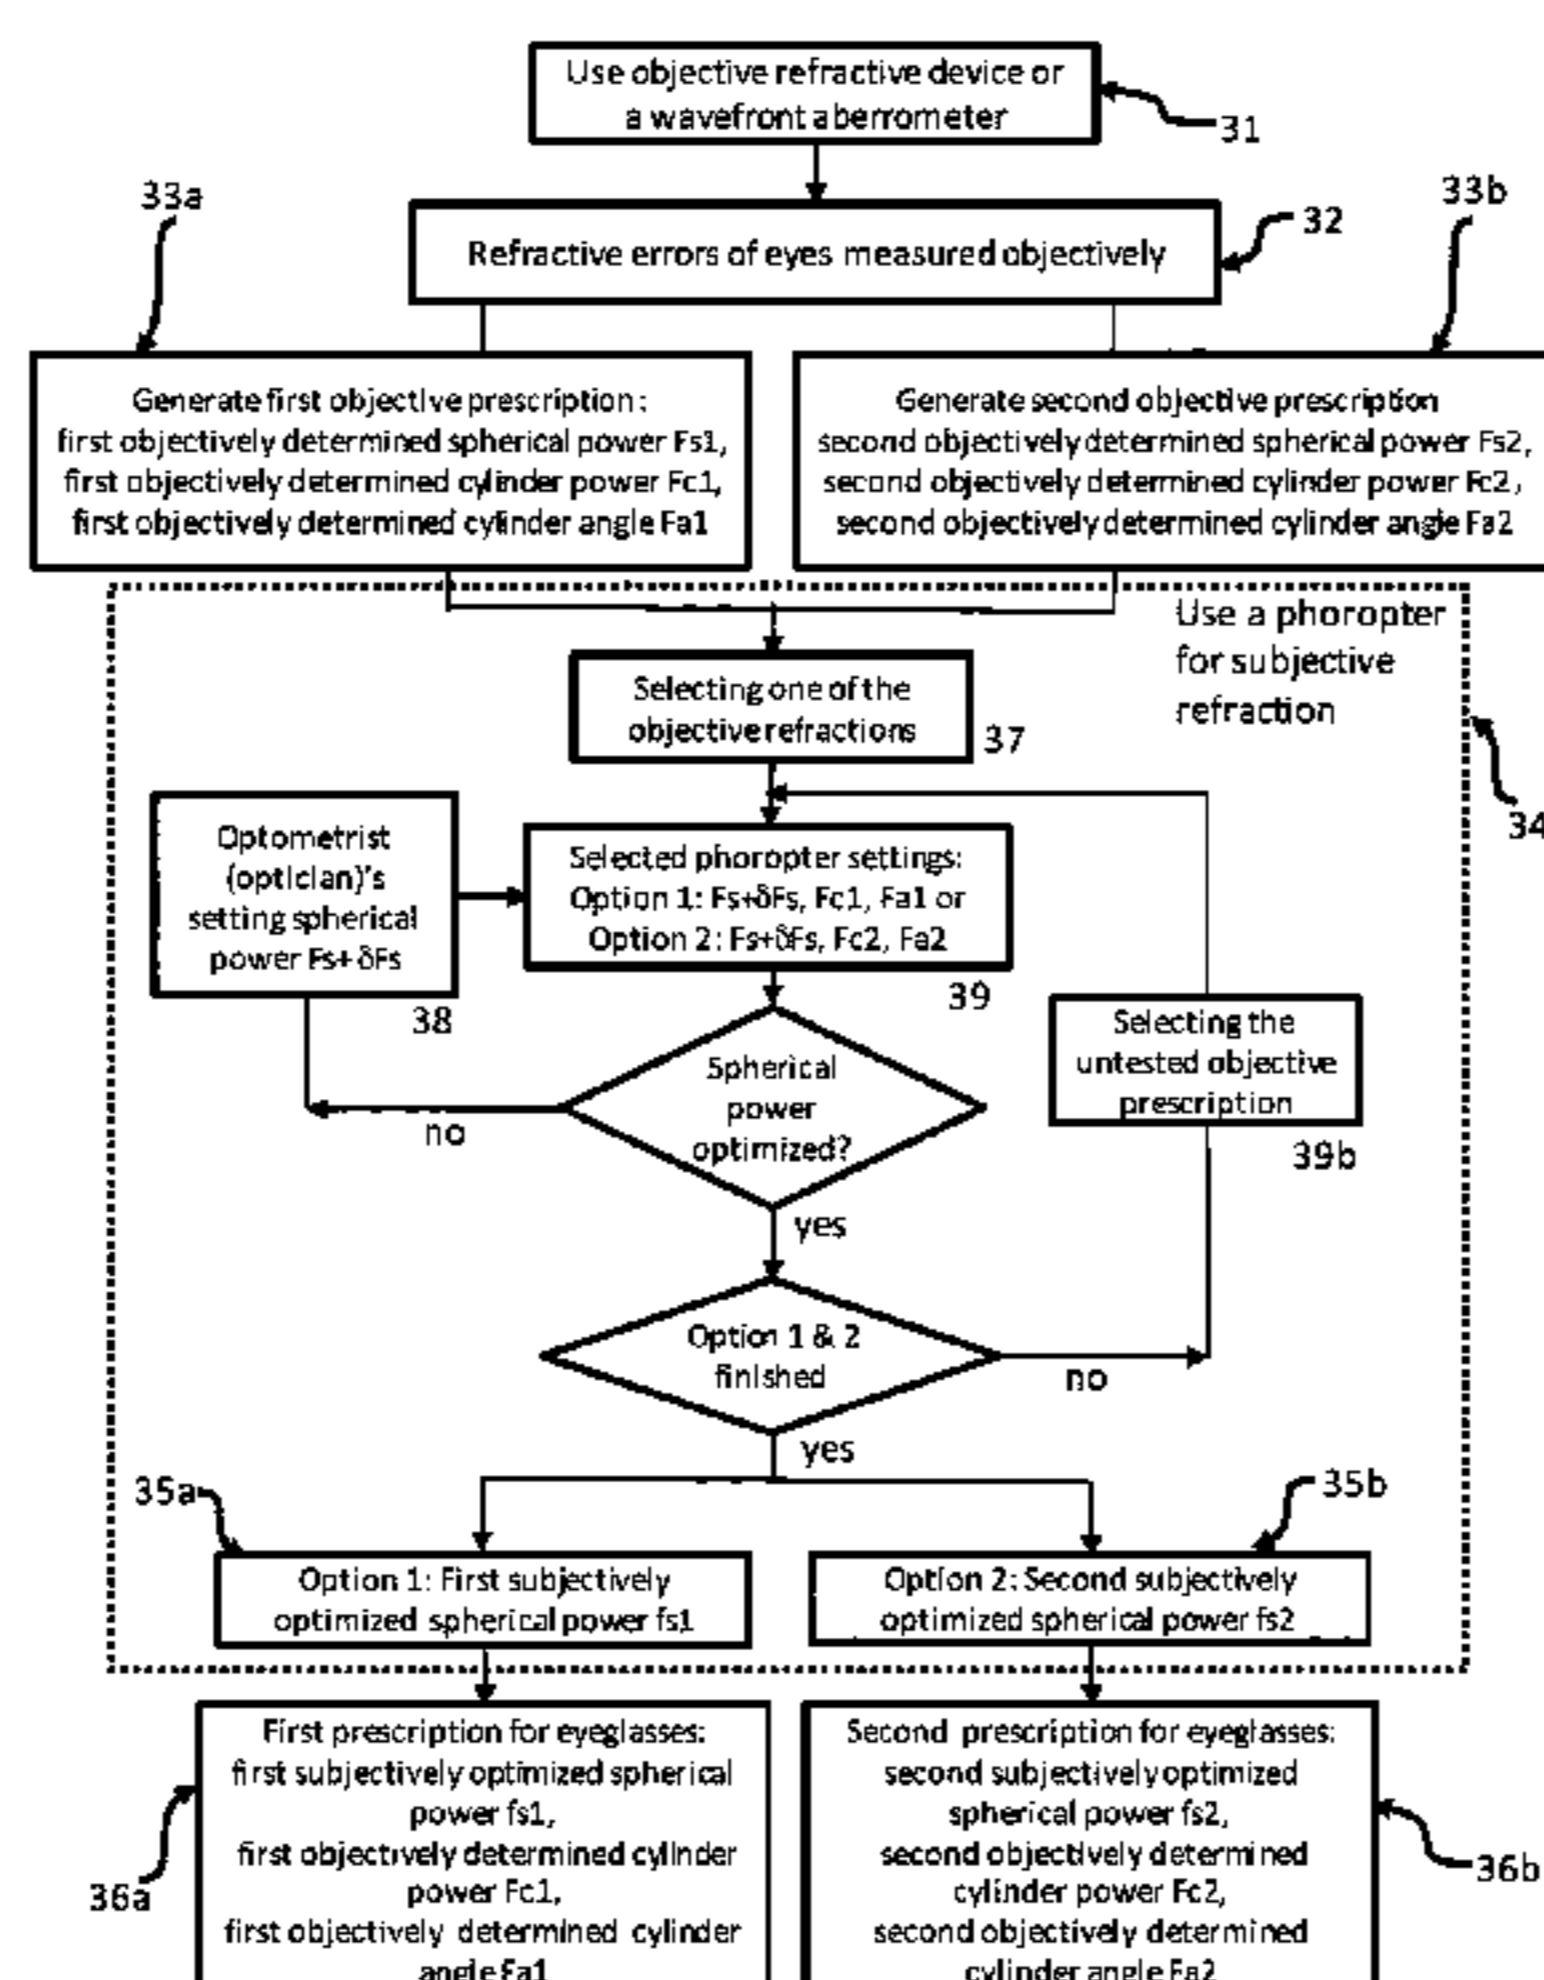 Use objective refractive device or
a wavefront aberrometer
31
33a
33b
32
Refractive errors of eyes measured objectively
Generate first objective prescription:
first objectively determined spherical power Fs1,
first objectively determined cylinder power Fc1,
first objectively determined cylinder angle Fa1
Generate second objective prescription
second objectively determined spherical power Fs2,
second objectively determined cylinder power Fc2,
second objectively determined cylinder angle Fa2
Use a phoropter
for subjective
refraction
Selecting one of the
objective refractions
37
34
Optometrist
(optician)'s
setting spherical
power Fs+δFs
38
Selected phoropter settings:
Option 1: Fs+δFs, Fc1, Fa1 or
Option 2: Fs+δFs, Fc2, Fa2
39
Selecting the
untested objective
prescription
39b
Spherical
power
optimized?
no
yes
Option 1 & 2
finished
no
yes
35a
35b
Option 1: First subjectively
optimized spherical power fs1
Option 2: Second subjectively
optimized spherical power fs2
First prescription for eyeglasses:
first subjectively optimized spherical
power fs1,
first objectively determined cylinder
power Fc1,
first objectively determined cylinder
angle Fa1
36a
Second prescription for eyeglasses:
second subjectively optimized
spherical power fs2,
second objectively determined
cylinder power Fc2,
second objectively determined
cylinder angle Fa2
36b